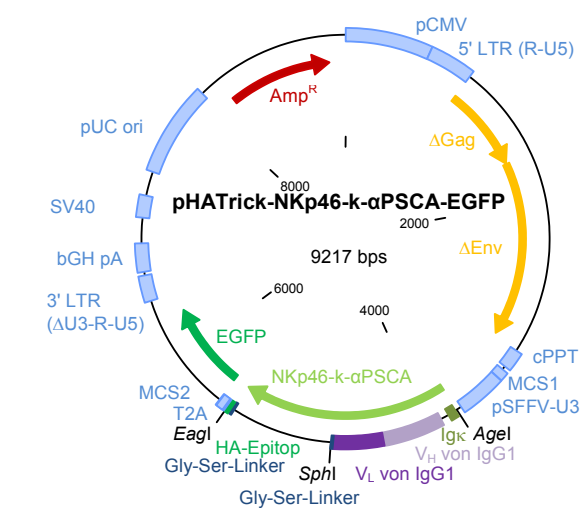 pCMV
5' LTR (R-U5)
AmpR
ΔGag
pUC ori
8000
pHATrick-NKp46-k-αPSCA-EGFP
2000
SV40
ΔEnv
9217 bps
bGH pA
6000
3' LTR
(ΔU3-R-U5)
4000
EGFP
cPPT
NKp46-k-αPSCA
MCS1
MCS2
pSFFV-U3
T2A
EagI
Igκ AgeI
HA-Epitop
VH von IgG1
Gly-Ser-Linker
SphI
VL von IgG1
Gly-Ser-Linker